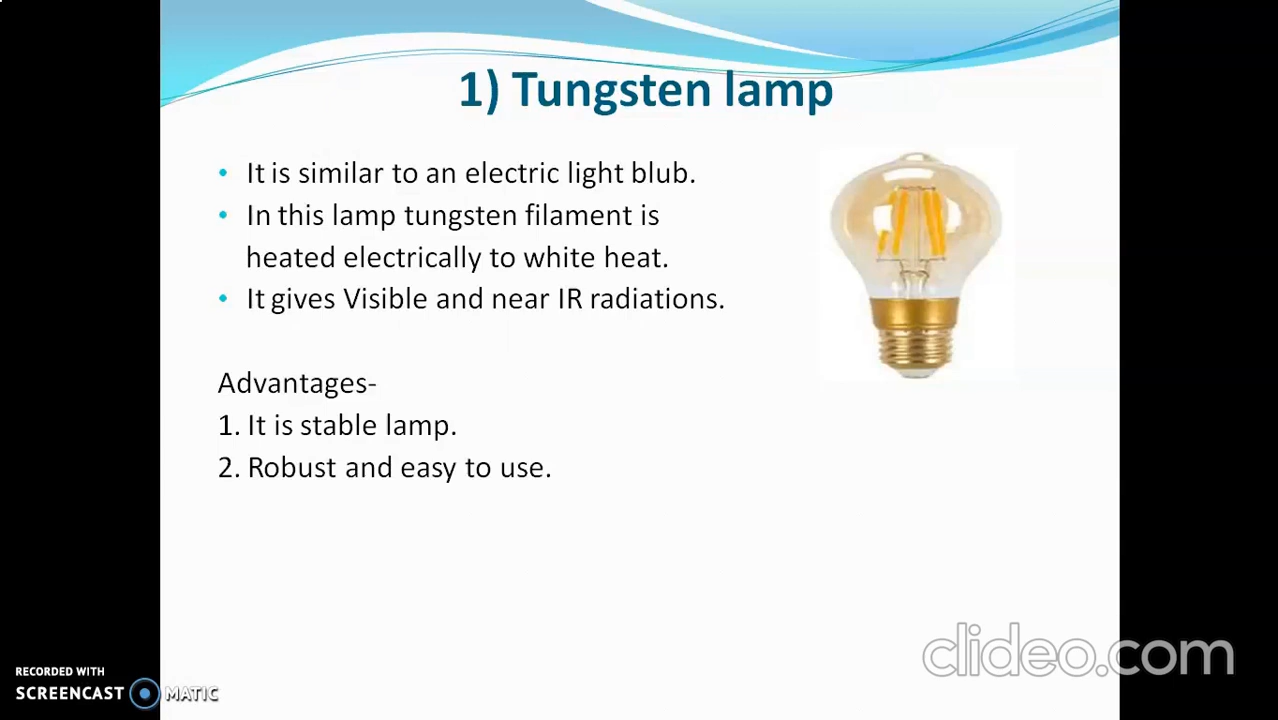 1) Tungsten lamp
• It is similar to an electric light blub.
• In this lamp tungsten filament is
heated electrically to white heat.
• It gives Visible and near IR radiations.
Advantages-
1. It is stable lamp.
2. Robust and easy to use.
clideo.com
RECORDED WITH
SCREENCAST MATIC